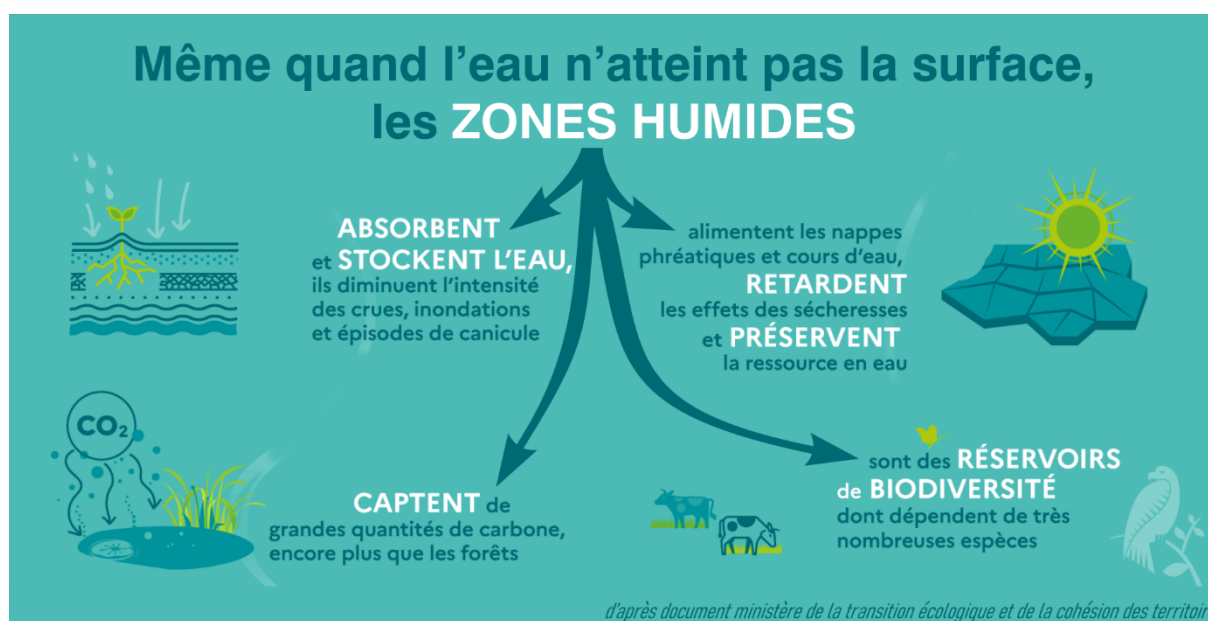 Même quand l'eau n'atteint pas la surface,
les ZONES HUMIDES
ABSORBENT
et STOCKENT L'EAU,
ils diminuent l'intensité
des crues, inondations
et épisodes de canicule
alimentent les nappes
phréatiques et cours d'eau,
RETARDENT
les effets des sécheresses
et PRÉSERVENT
la ressource en eau
CO₂
CAPTENT de
grandes quantités de carbone,
encore plus que les forêts
sont des RÉSERVOIRS
de BIODIVERSITÉ
dont dépendent de très
nombreuses espèces
d'après document ministère de la transition écologique et de la cohésion des territoir